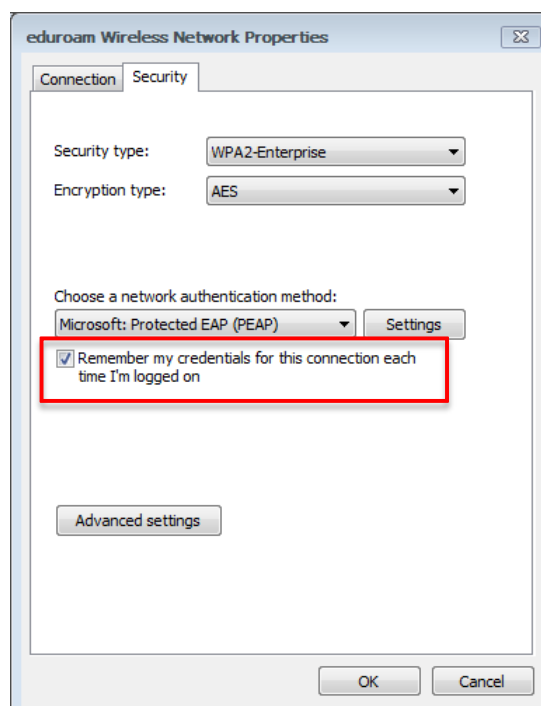 eduroam Wireless Network Properties
Connection Security
Security type: WPA2-Enterprise
Encryption type: AES
Choose a network authentication method:
Microsoft: Protected EAP (PEAP) Settings
Remember my credentials for this connection each
time I'm logged on
Advanced settings
OK Cancel